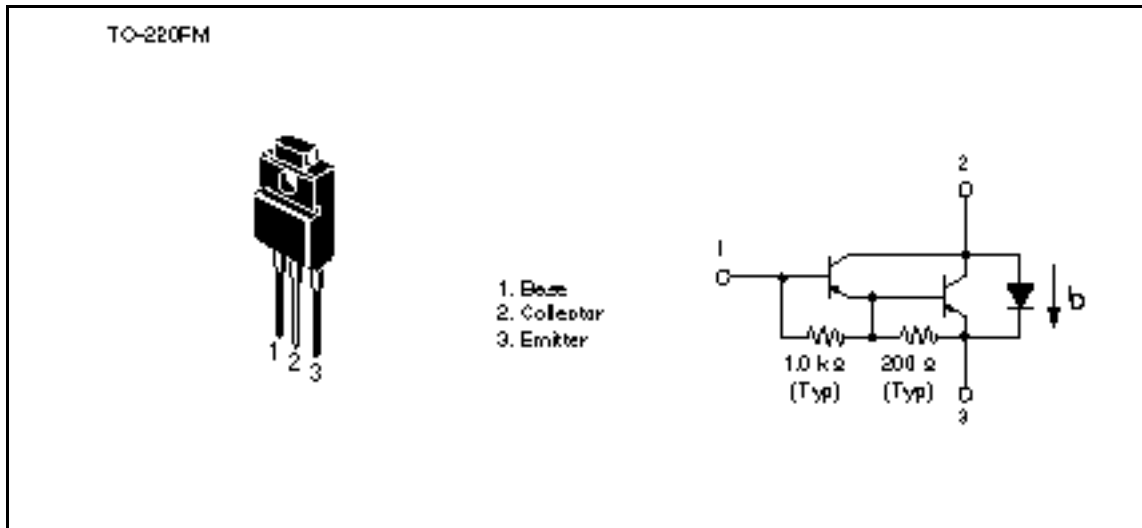 TO-220FM
1. Base
2. Collector
3. Emitter
1
2
3
2
1
I_D
1.0 k Ω
200 Ω
(Typ)
(Typ)
3